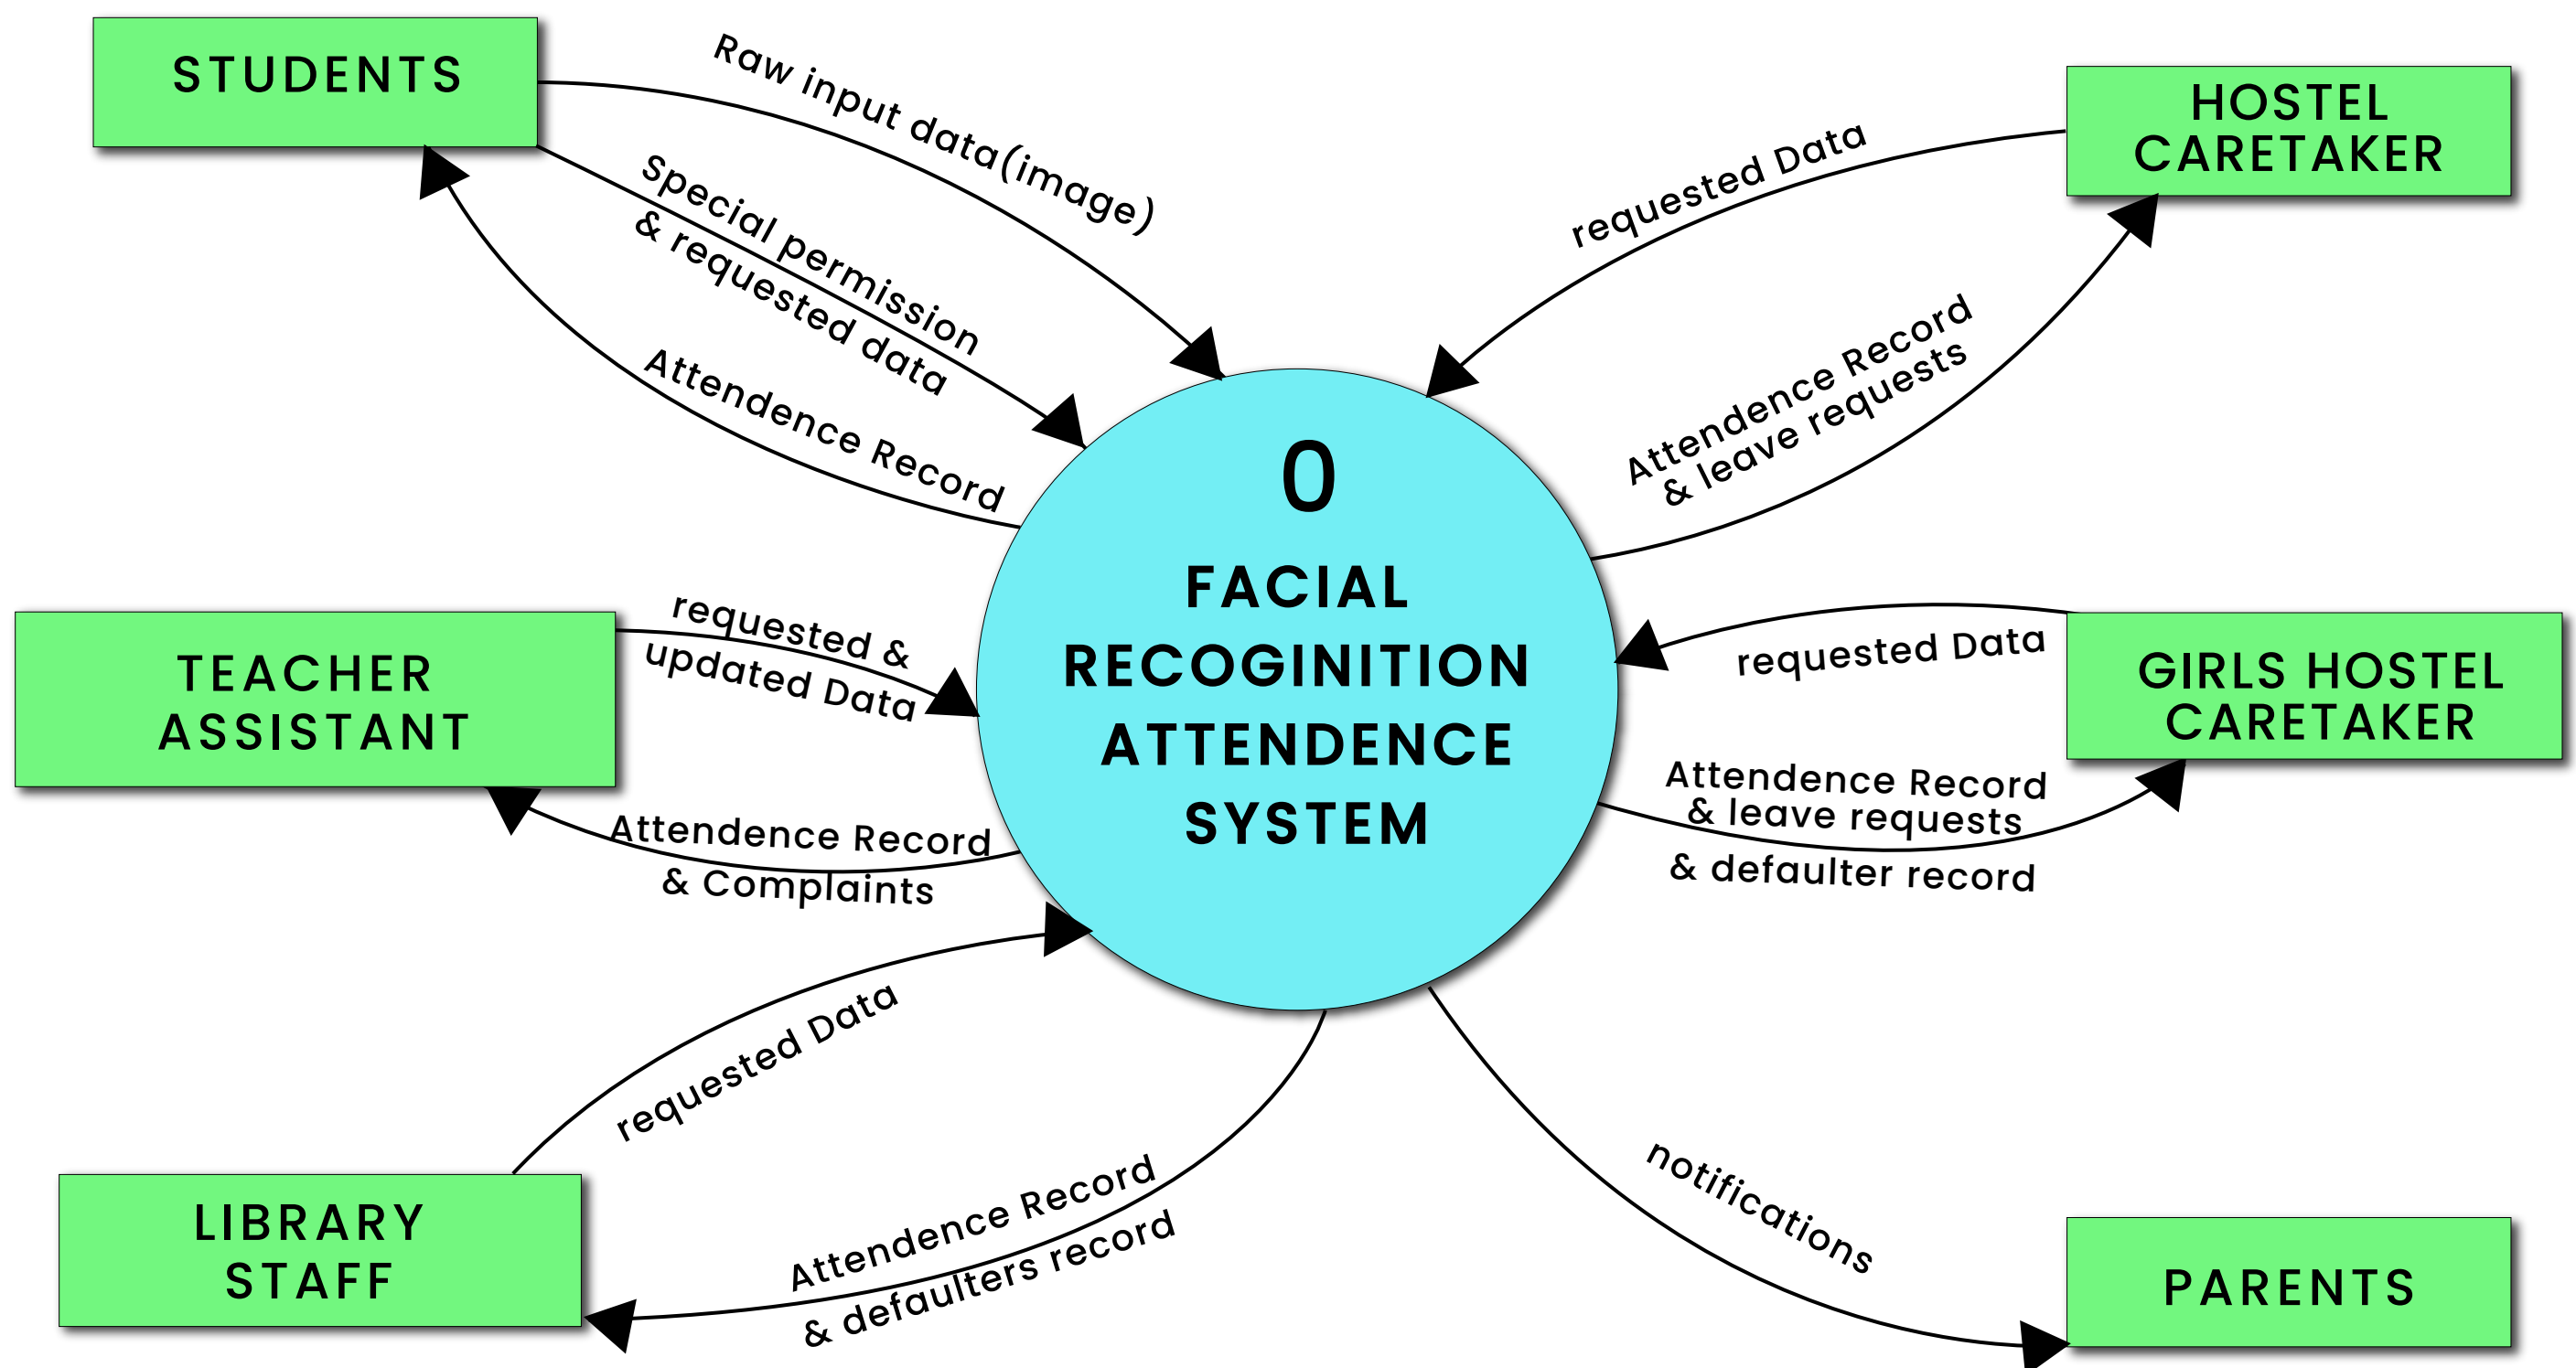 STUDENTS
Raw input data(image)
Special permission
& requested data
Attendence Record
HOSTEL
CARETAKER
requested Data
Attendence Record
& leave requests
0
FACIAL
RECOGINITION
ATTENDENCE
SYSTEM
TEACHER
ASSISTANT
requested &
updated Data
Attendence Record
& Complaints
GIRLS HOSTEL
CARETAKER
requested Data
Attendence Record
& leave requests
& defaulter record
LIBRARY
STAFF
requested Data
Attendence Record
& defaulters record
notifications
PARENTS